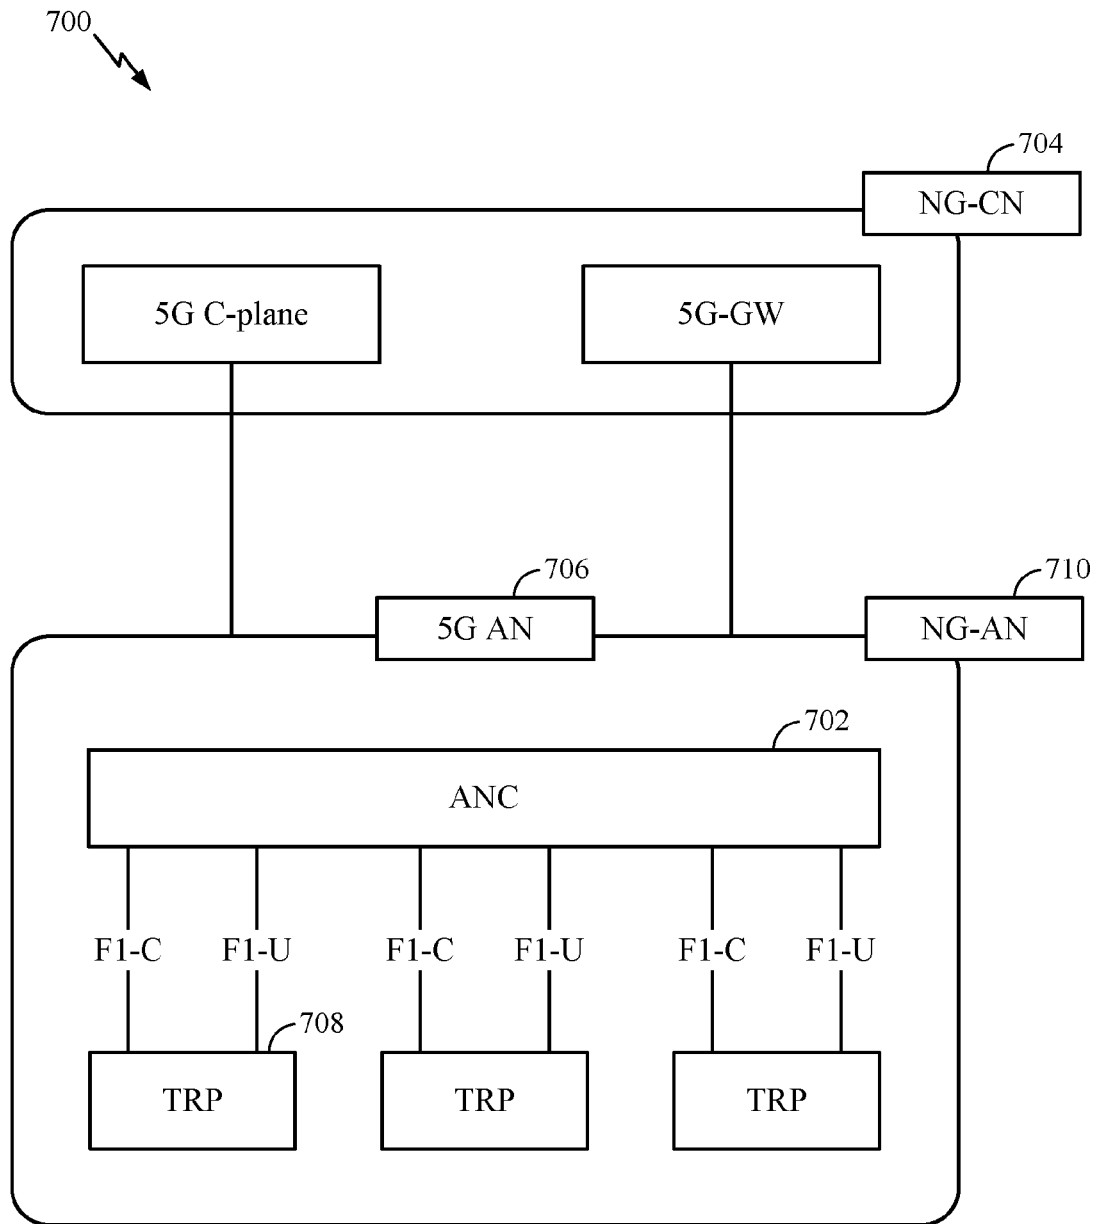 700
704
NG-CN
5G C-plane
5G-GW
706
710
5G AN
NG-AN
702
ANC
F1-C
F1-U
F1-C
F1-U
F1-C
F1-U
708
TRP
TRP
TRP